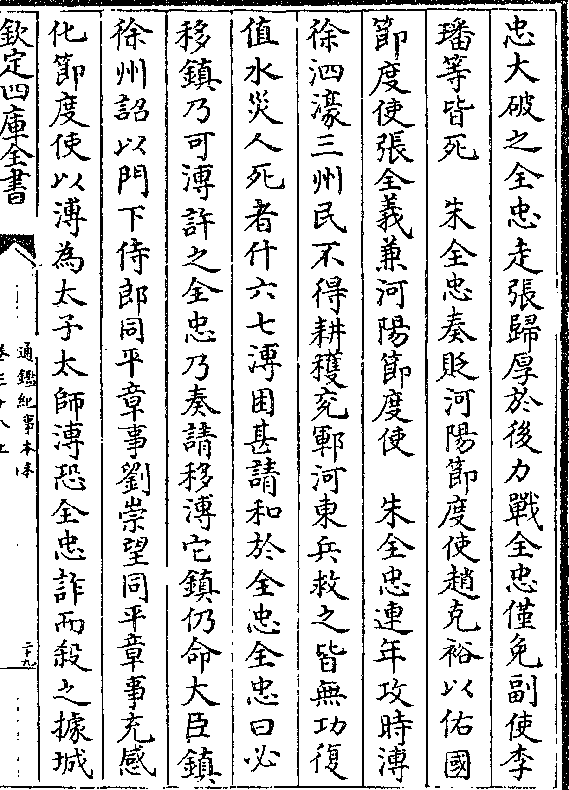 忠大破之全忠走張歸厚於後力戰全忠僅免副使李
璠等皆死　朱全忠奏貶河陽節度使趙克裕以佑國
節度使張全義兼河陽節度使　朱全忠連年攻時溥
徐泗濠三州民不得耕穫兖鄆河東兵救之皆無功復
值水災人死者什六七溥困甚請和於全忠全忠曰必
移鎮乃可溥許之全忠乃奏請移溥它鎮仍命大臣鎮
徐州詔以門下侍郎同平章事劉崇望同平章事充感
化節度使以溥為太子太師溥恐全忠詐而殺之據城
欽定四庫全書
通鑑紀事本末
二十九